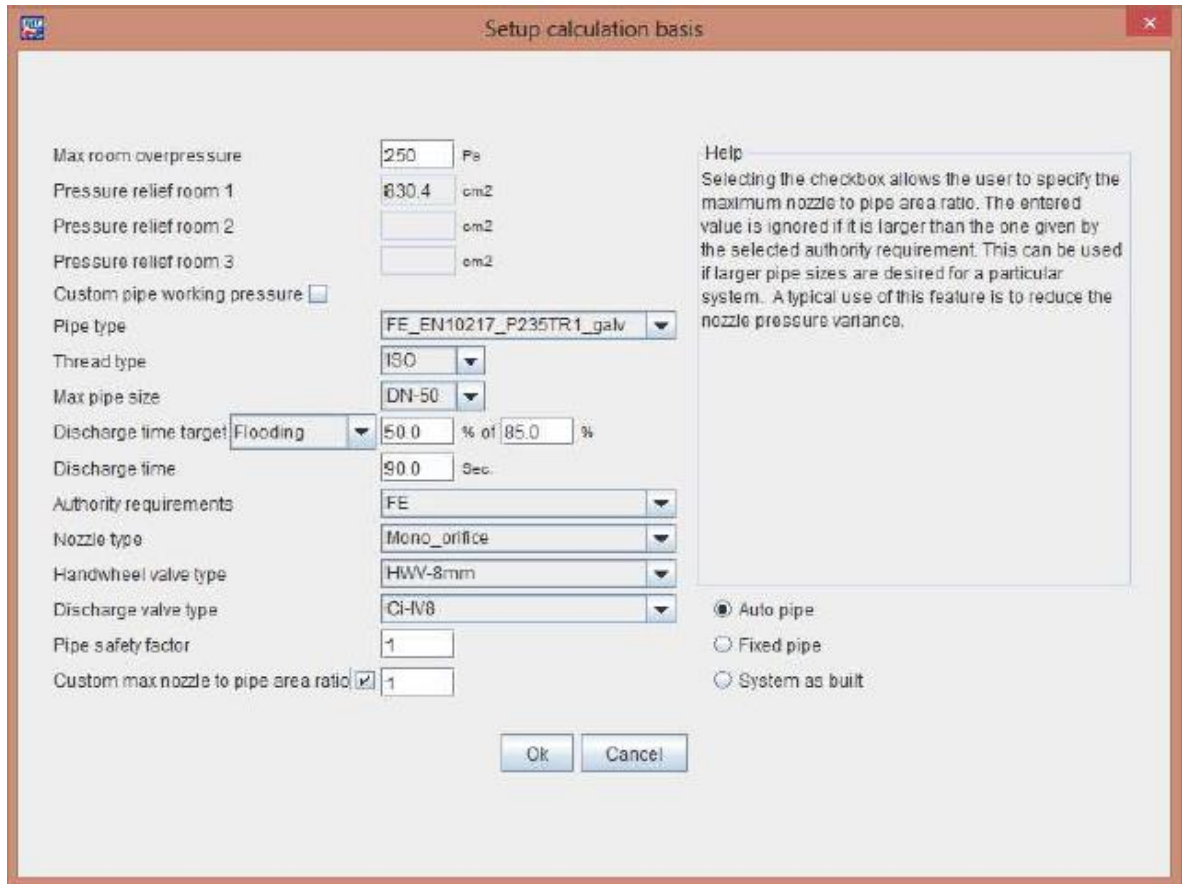 Setup calculation basis
Max room overpressure 250 Pa
Pressure relief room 1 830.4 cm2
Pressure relief room 2 cm2
Pressure relief room 3 cm2
Custom pipe working pressure
Pipe type FE_EN10217_P235TR1_galv
Thread type ISO
Max pipe size DN-50
Discharge time target Flooding 50.0 % of 85.0 %
Discharge time 90.0 Sec.
Authority requirements FE
Nozzle type Mono_orifice
Handwheel valve type HWV-8mm
Discharge valve type Ci-IV8
Pipe safety factor 1
Custom max nozzle to pipe area ratio 1
Help
Selecting the checkbox allows the user to specify the
maximum nozzle to pipe area ratio. The entered
value is ignored if it is larger than the one given by
the selected authority requirement. This can be used
if larger pipe sizes are desired for a particular
system. A typical use of this feature is to reduce the
nozzle pressure variance.
Auto pipe
Fixed pipe
System as built
Ok Cancel